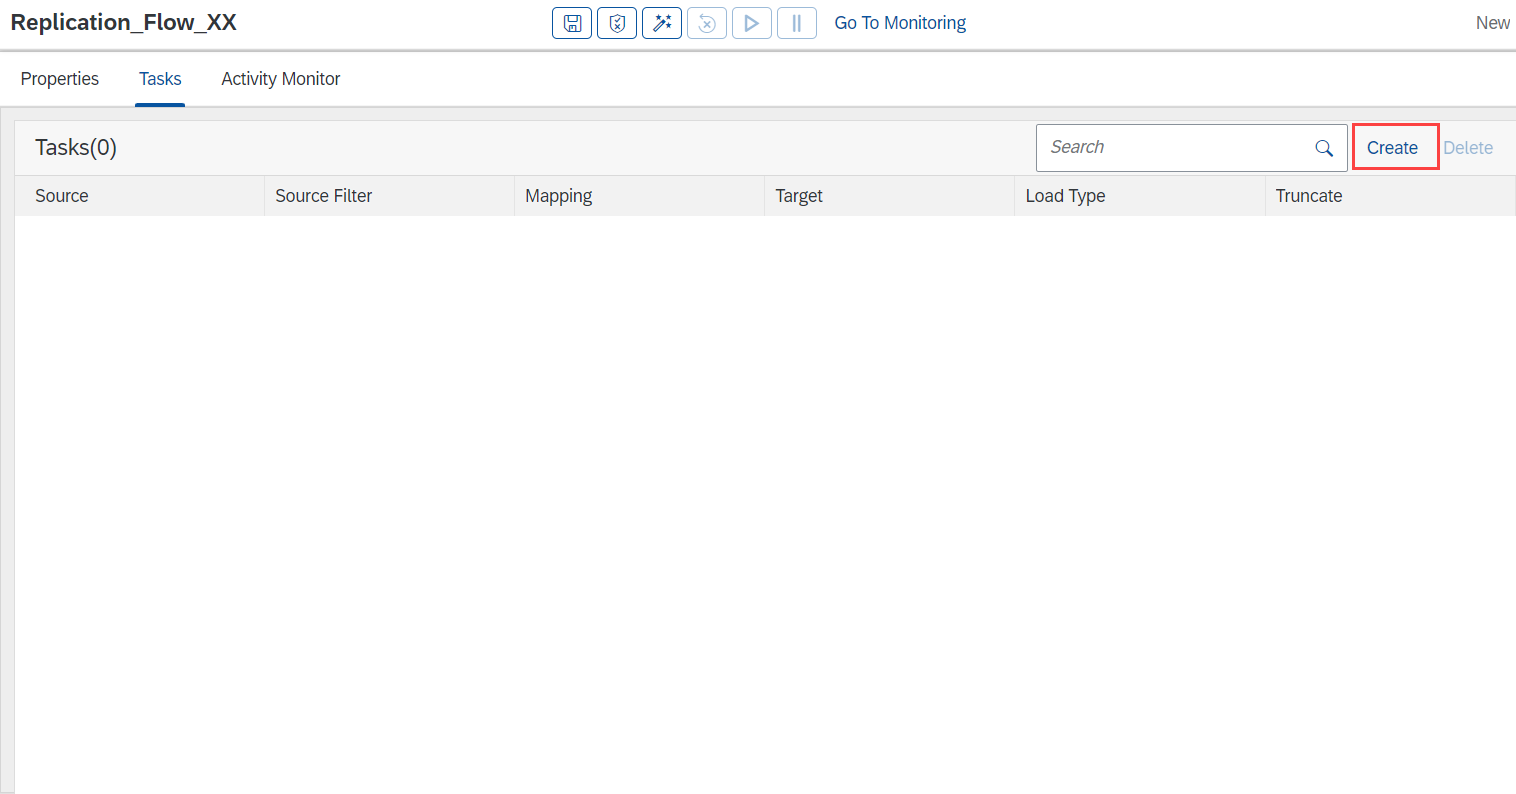 Replication_Flow_XX Go To Monitoring New
Properties Tasks Activity Monitor
Tasks(0) Search Create Delete
Source Source Filter Mapping Target Load Type Truncate